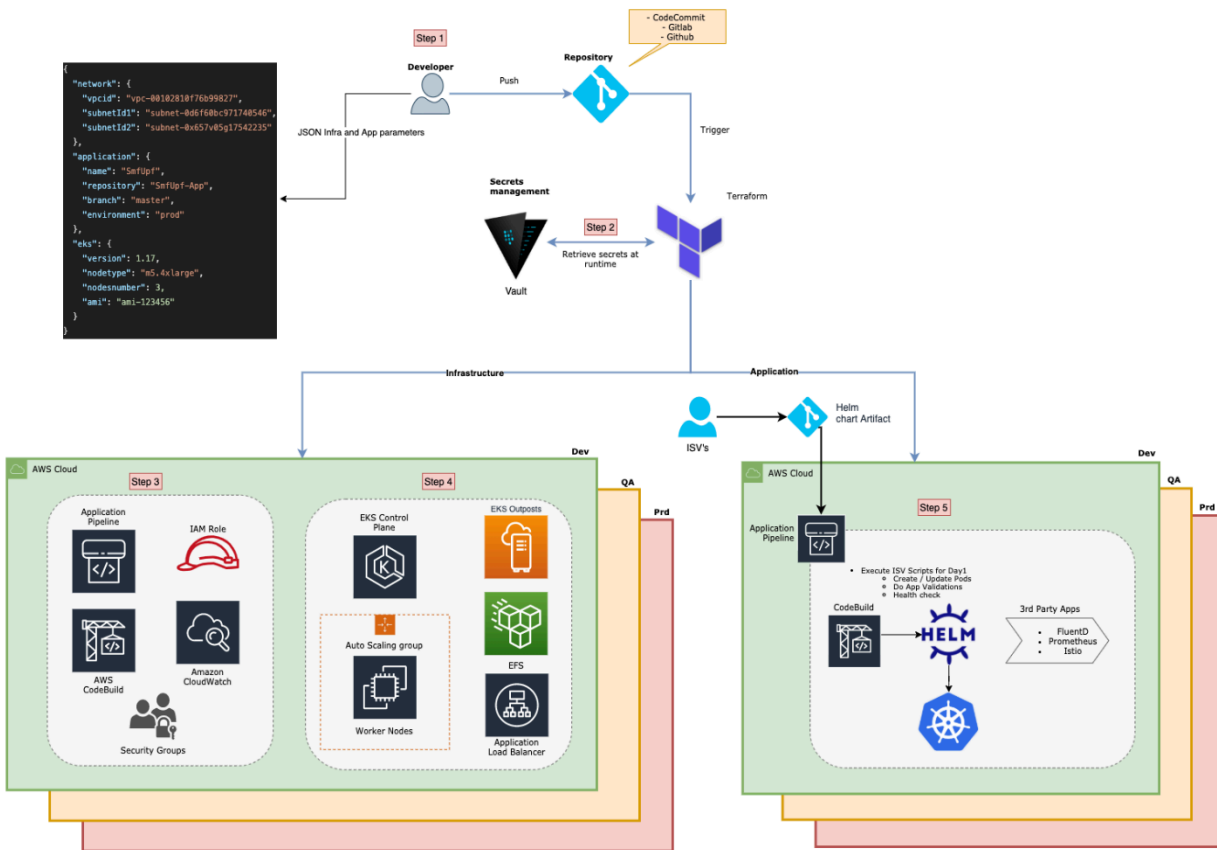 - CodeCommit
- Gitlab
- Github
Step 1
Developer
Push
Repository
{
"network": {
"vpcid": "vpc-00102810f76b99827",
"subnetId1": "subnet-0d6f60bc971740546",
"subnetId2": "subnet-0x657v05g17542235"
},
"application": {
"name": "SmfUpf",
"repository": "SmfUpf-App",
"branch": "master",
"environment": "prod"
},
"eks": {
"version": 1.17,
"nodetype": "m5.4xlarge",
"nodesnumber": 3,
"ami": "ami-123456"
}
}
JSON Infra and App parameters
Trigger
Secrets
management
Terraform
Step 2
Retrieve secrets at
runtime
Vault
Infrastructure
Application
ISV's
Helm
chart Artifact
Dev
QA
Prd
AWS Cloud
Step 3
Application
Pipeline
IAM Role
AWS
CodeBuild
Amazon
CloudWatch
Security Groups
Step 4
EKS Control
Plane
EKS Outposts
Auto Scaling group
Worker Nodes
EFS
Application
Load Balancer
Dev
QA
Prd
AWS Cloud
Step 5
Application
Pipeline
• Execute ISV Scripts for Day1
o Create / Update Pods
o Do App Validations
o Health check
CodeBuild
HELM
3rd Party Apps
• FluentD
• Prometheus
• Istio